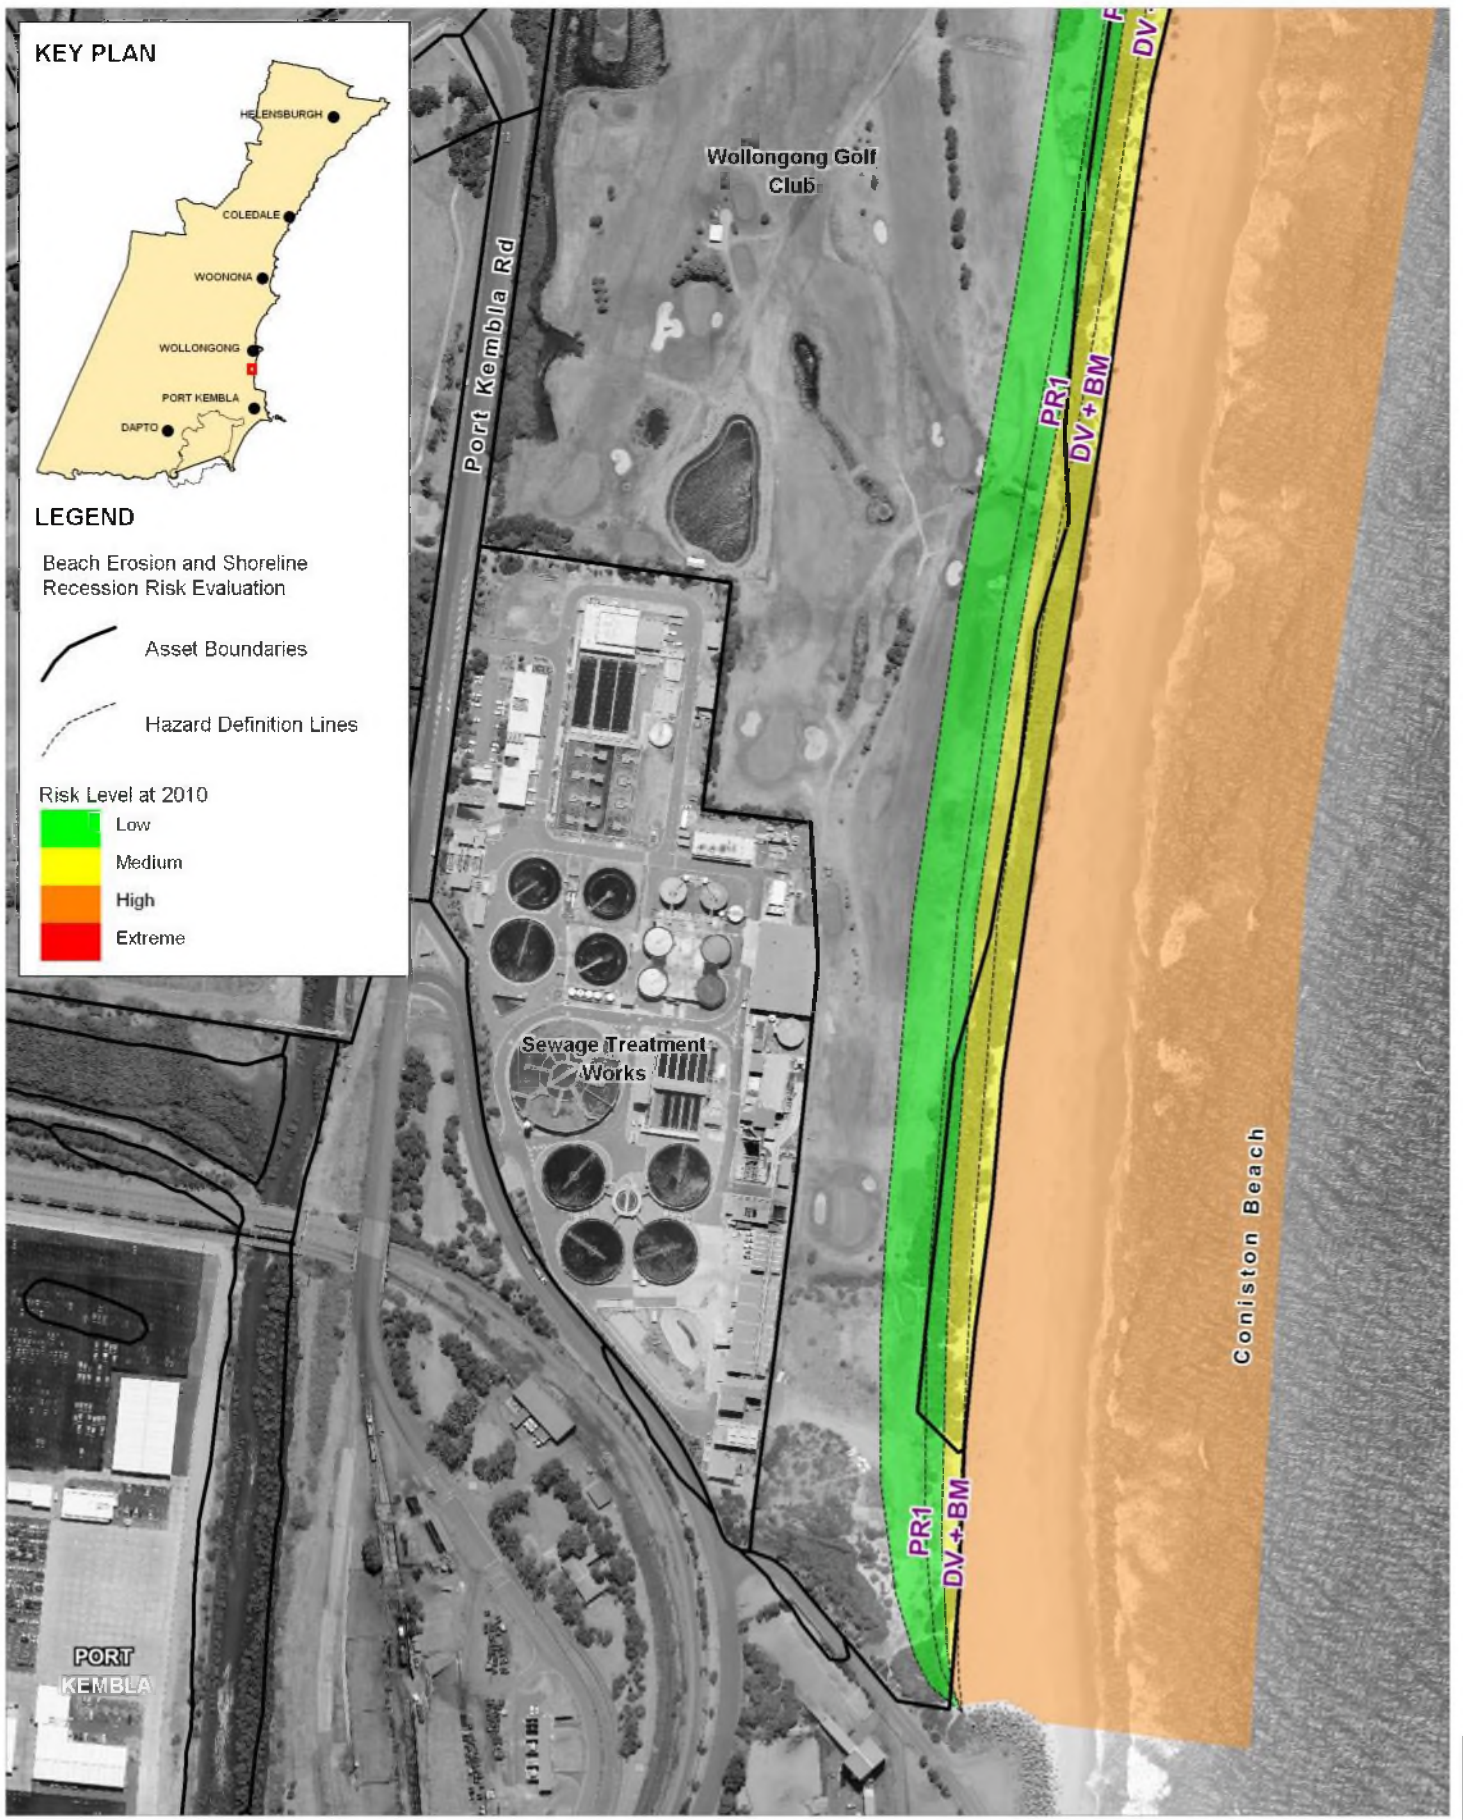 KEY PLAN
HELENSBURGH
COLEDALE
WOONONA
WOLLONGONG
PORT KEMBLA
DAPTO
LEGEND
Beach Erosion and Shoreline
Recession Risk Evaluation
Asset Boundaries
Hazard Definition Lines
Risk Level at 2010
Low
Medium
High
Extreme
P
DV
Wollongong Golf
Club
Port Kembla Rd
PR1
DV + BM
Sewage Treatment
Works
Coniston Beach
PR1
DV + BM
PORT
KEMBLA